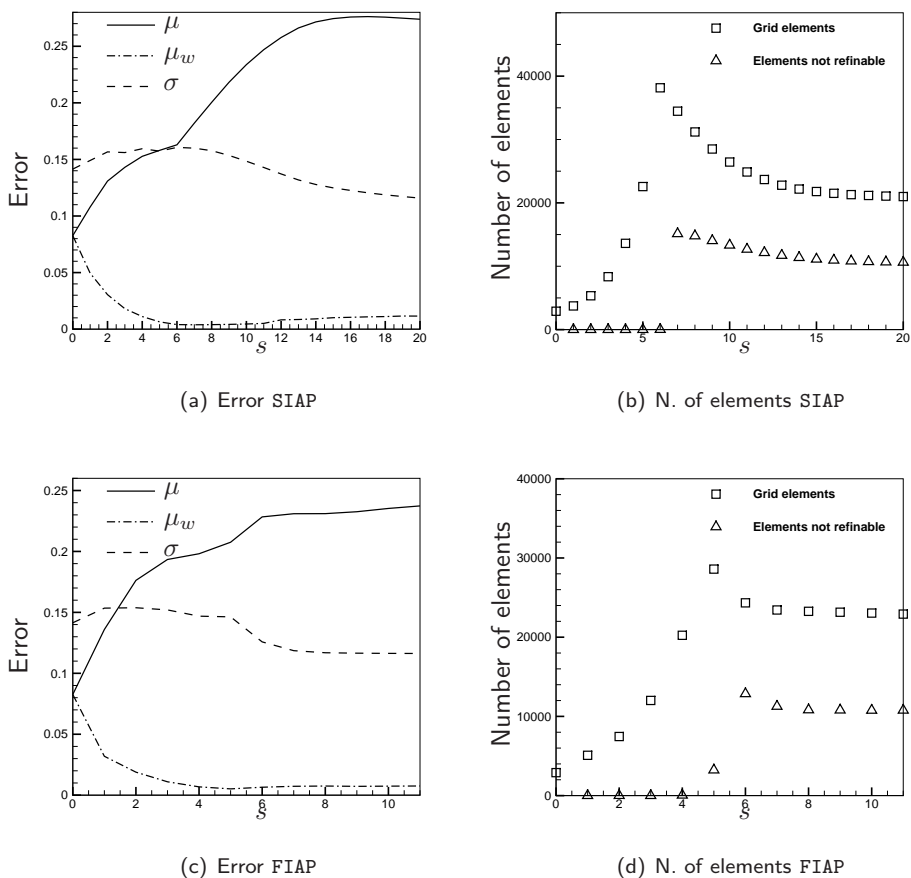 μ
μw
σ
Error
0.25
0.2
0.15
0.1
0.05
0
0 2 4 6 8 10 12 14 16 18 20
s
(a) Error SIAP
Grid elements
Elements not refinable
Number of elements
40000
20000
0
0 5 10 15 20
s
(b) N. of elements SIAP
μ
μw
σ
Error
0.25
0.2
0.15
0.1
0.05
0
0 2 4 6 8 10
s
(c) Error FIAP
Grid elements
Elements not refinable
Number of elements
40000
30000
20000
10000
0
0 2 4 6 8 10
s
(d) N. of elements FIAP